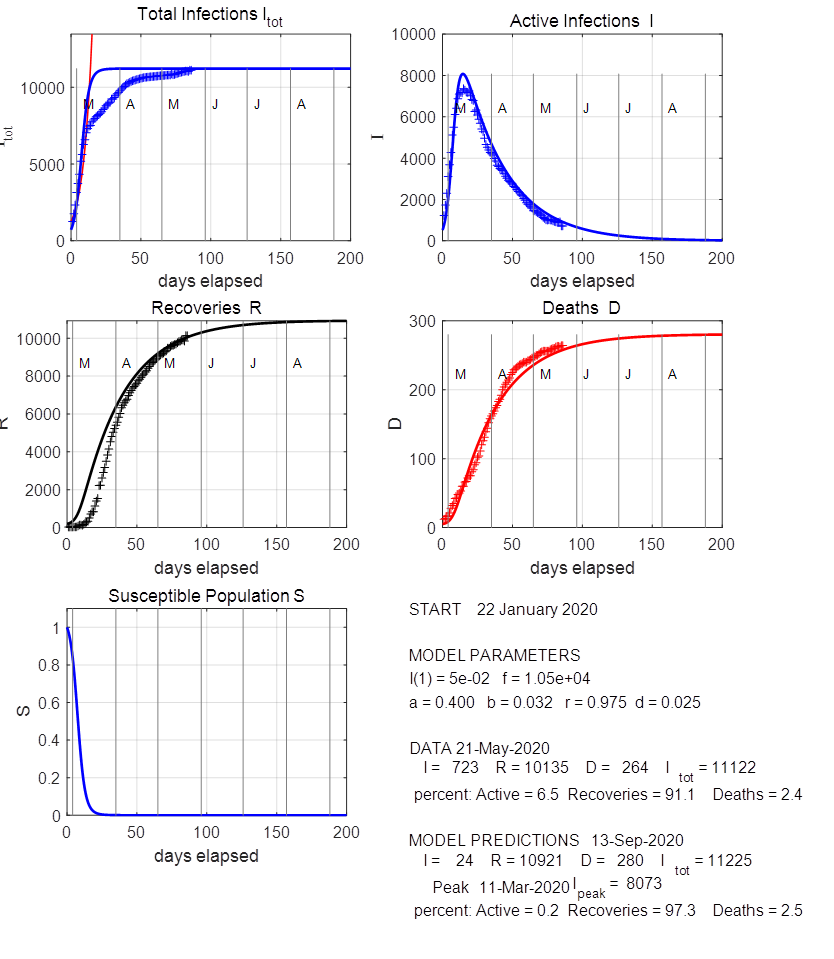 Total Infections I_tot
I_tot
10000
5000
0
M A M J J A
0 50 100 150 200
days elapsed
Active Infections I
I
10000
8000
6000
4000
2000
0
M A M J J A
0 50 100 150 200
days elapsed
Recoveries R
R
10000
8000
6000
4000
2000
0
M A M J J A
0 50 100 150 200
days elapsed
Deaths D
D
300
200
100
0
M A M J J A
0 50 100 150 200
days elapsed
Susceptible Population S
S
1
0.8
0.6
0.4
0.2
0
0 50 100 150 200
days elapsed
START 22 January 2020
MODEL PARAMETERS
I(1) = 5e-02 f = 1.05e+04
a = 0.400 b = 0.032 r = 0.975 d = 0.025
DATA 21-May-2020
I = 723 R = 10135 D = 264 I_tot = 11122
percent: Active = 6.5 Recoveries = 91.1 Deaths = 2.4
MODEL PREDICTIONS 13-Sep-2020
I = 24 R = 10921 D = 280 I_tot = 11225
Peak 11-Mar-2020 I_peak = 8073
percent: Active = 0.2 Recoveries = 97.3 Deaths = 2.5